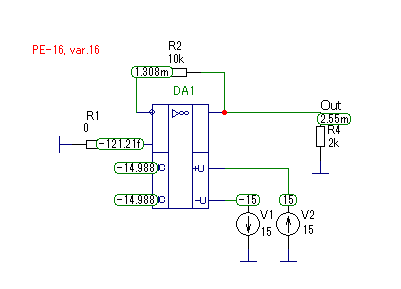 PE-16, var.16
R2
10k
1.308m
DA1
▷∞
Out
2.55m
R4
2k
R1
0
-121.21f
-14.988
C
+U
-14.988
C
-U
-15
15
V1
15
V2
15